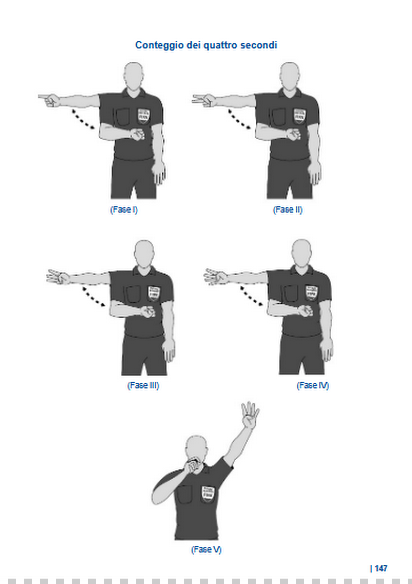 Conteggio dei quattro secondi
(Fase I)
(Fase II)
(Fase III)
(Fase IV)
(Fase V)
| 147